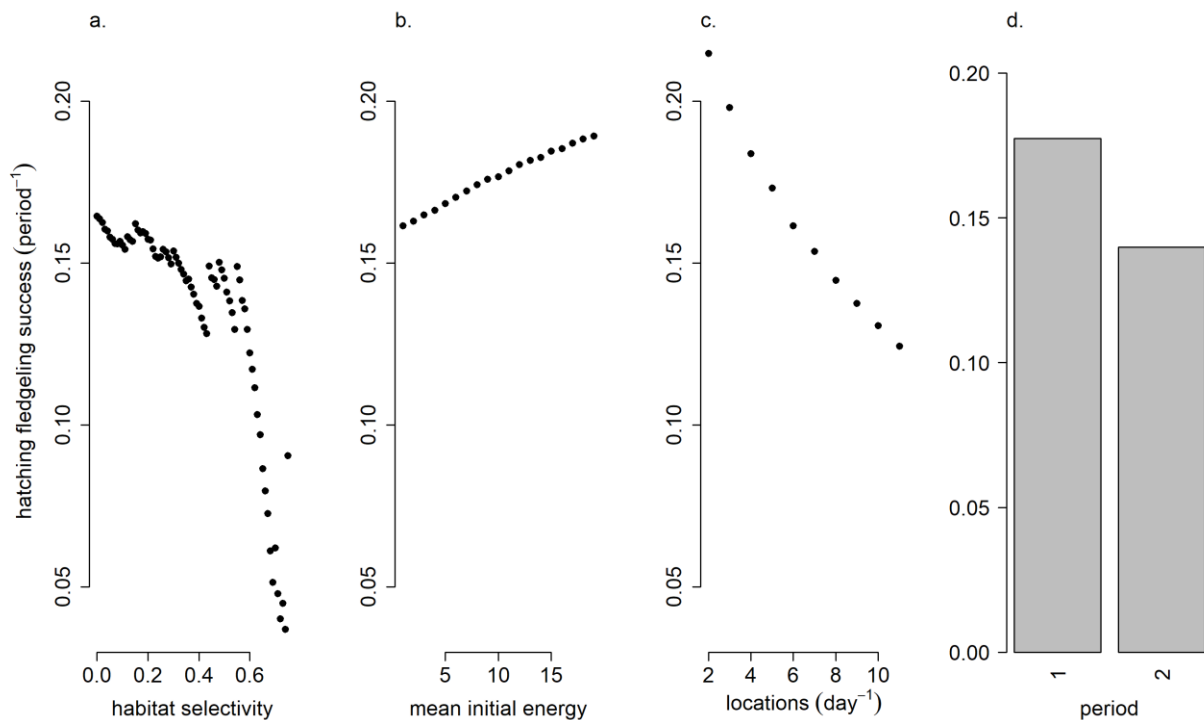 a.
b.
c.
d.
hatching fledgeling success (period⁻¹)
0.20
0.15
0.10
0.05
0.0 0.2 0.4 0.6
habitat selectivity
0.20
0.15
0.10
0.05
5 15
mean initial energy
0.20
0.15
0.10
0.05
2 4 6 8 10
locations (day⁻¹)
0.20
0.15
0.10
0.05
0.00
1 2
period